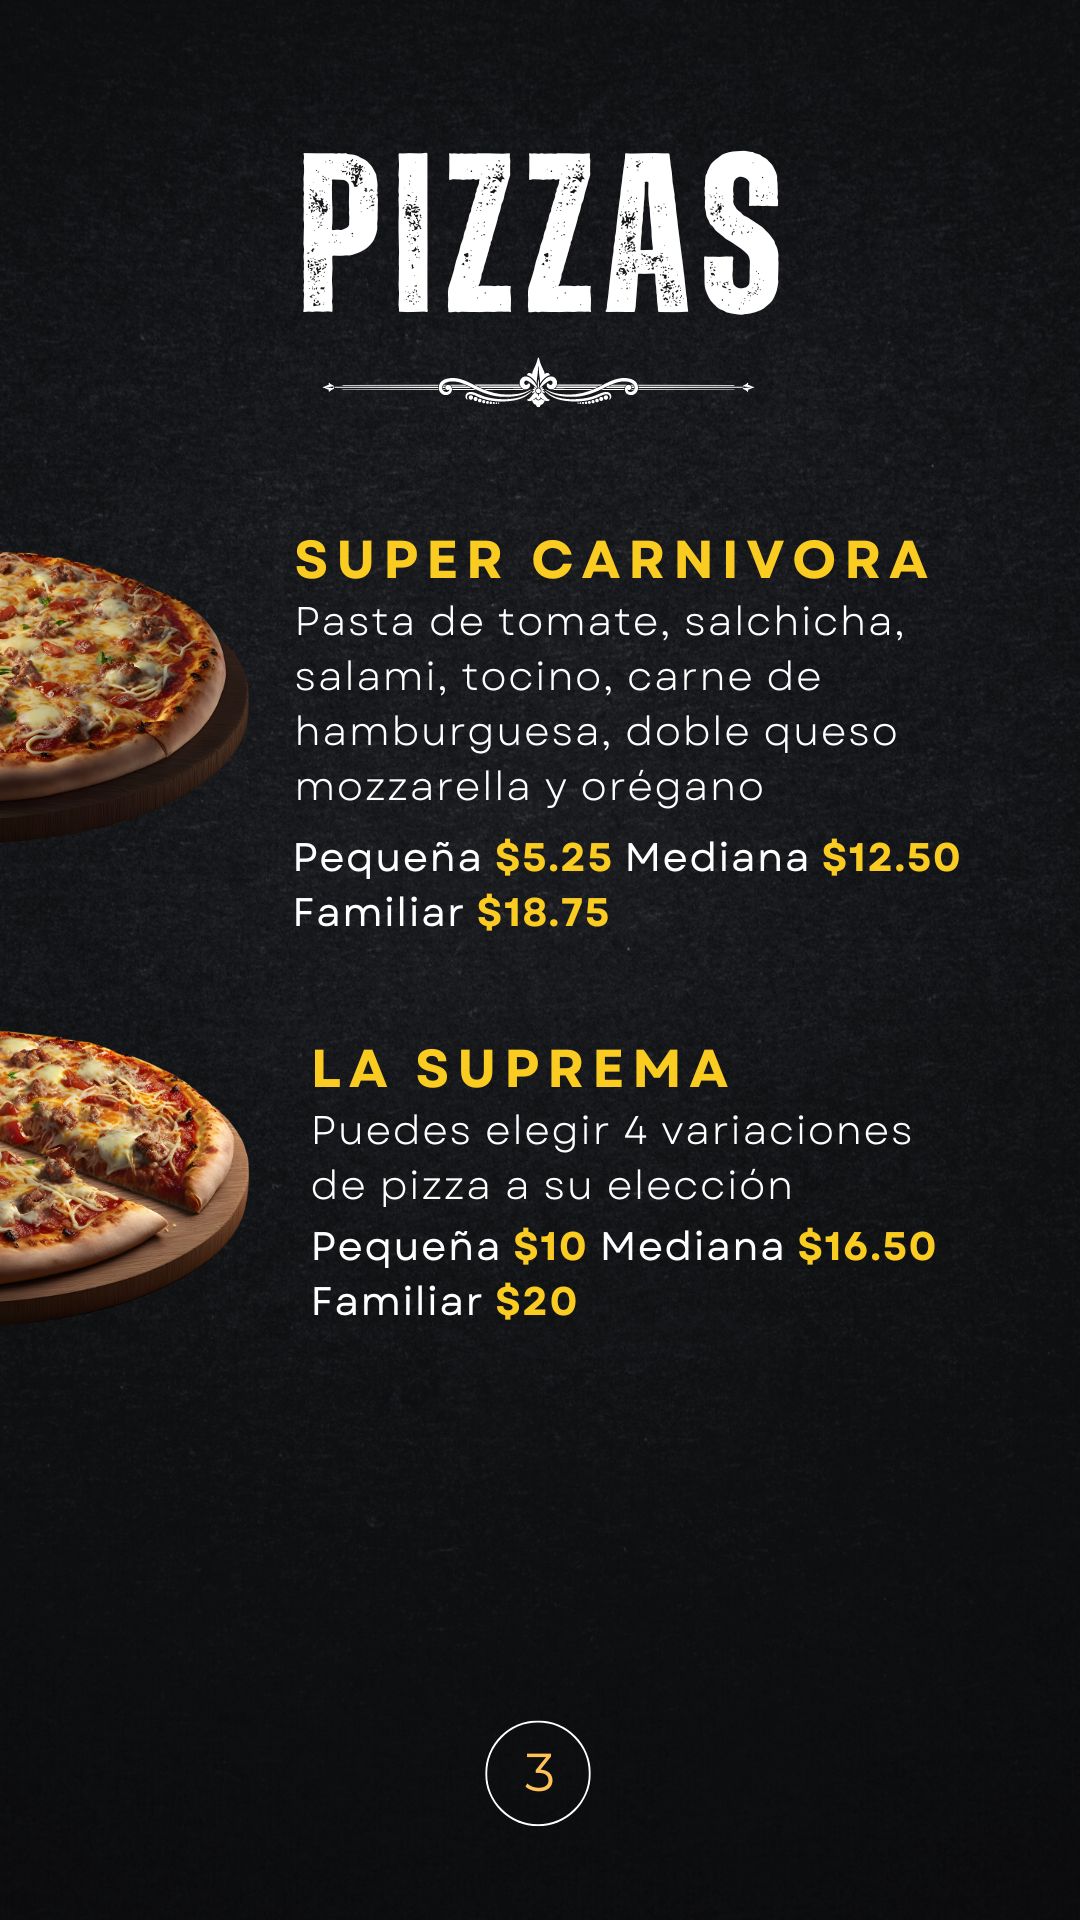 PIZZAS
SUPER CARNIVORA
Pasta de tomate, salchicha,
salami, tocino, carne de
hamburguesa, doble queso
mozzarella y orégano
Pequeña $5.25 Mediana $12.50
Familiar $18.75
LA SUPREMA
Puedes elegir 4 variaciones
de pizza a su elección
Pequeña $10 Mediana $16.50
Familiar $20
3